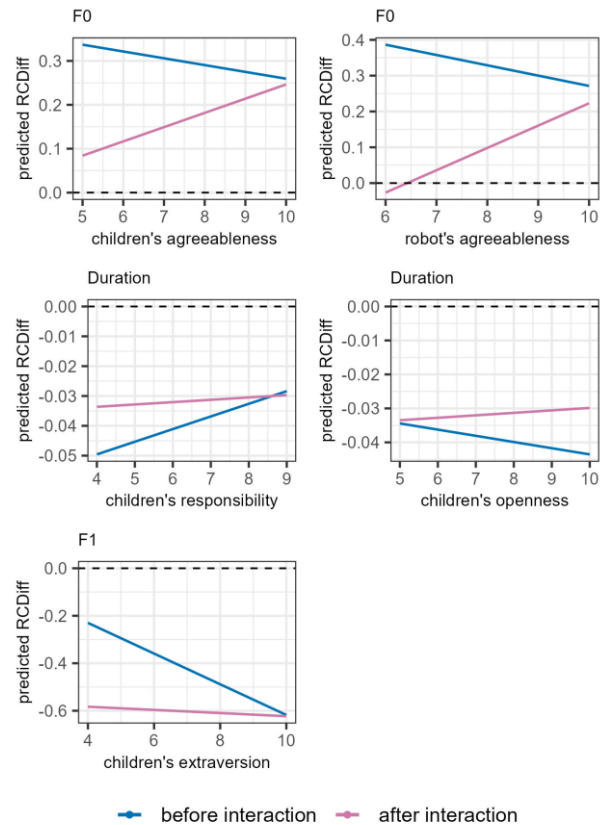 F0
predicted RCDiff
0.3
0.2
0.1
0.0
5 6 7 8 9 10
children's agreeableness
F0
predicted RCDiff
0.4
0.3
0.2
0.1
0.0
6 7 8 9 10
robot's agreeableness
Duration
predicted RCDiff
0.00
-0.01
-0.02
-0.03
-0.04
-0.05
4 5 6 7 8 9
children's responsibility
Duration
predicted RCDiff
0.00
-0.01
-0.02
-0.03
-0.04
5 6 7 8 9 10
children's openness
F1
predicted RCDiff
0.0
-0.2
-0.4
-0.6
4 6 8 10
children's extraversion
before interaction after interaction